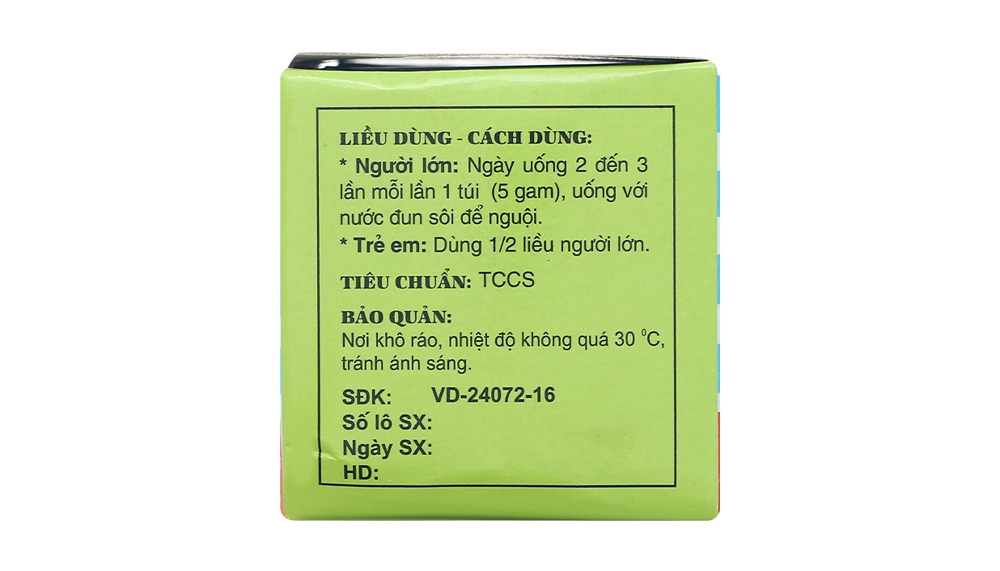 LIỀU DÙNG - CÁCH DÙNG:
* Người lớn: Ngày uống 2 đến 3
lần mỗi lần 1 túi (5 gam), uống với
nước đun sôi để nguội.
* Trẻ em: Dùng 1/2 liều người lớn.
TIÊU CHUẨN: TCCS
BẢO QUẢN:
Nơi khô ráo, nhiệt độ không quá 30 ⁰C,
tránh ánh sáng.
SĐK: VD-24072-16
Số lô SX:
Ngày SX:
HD: